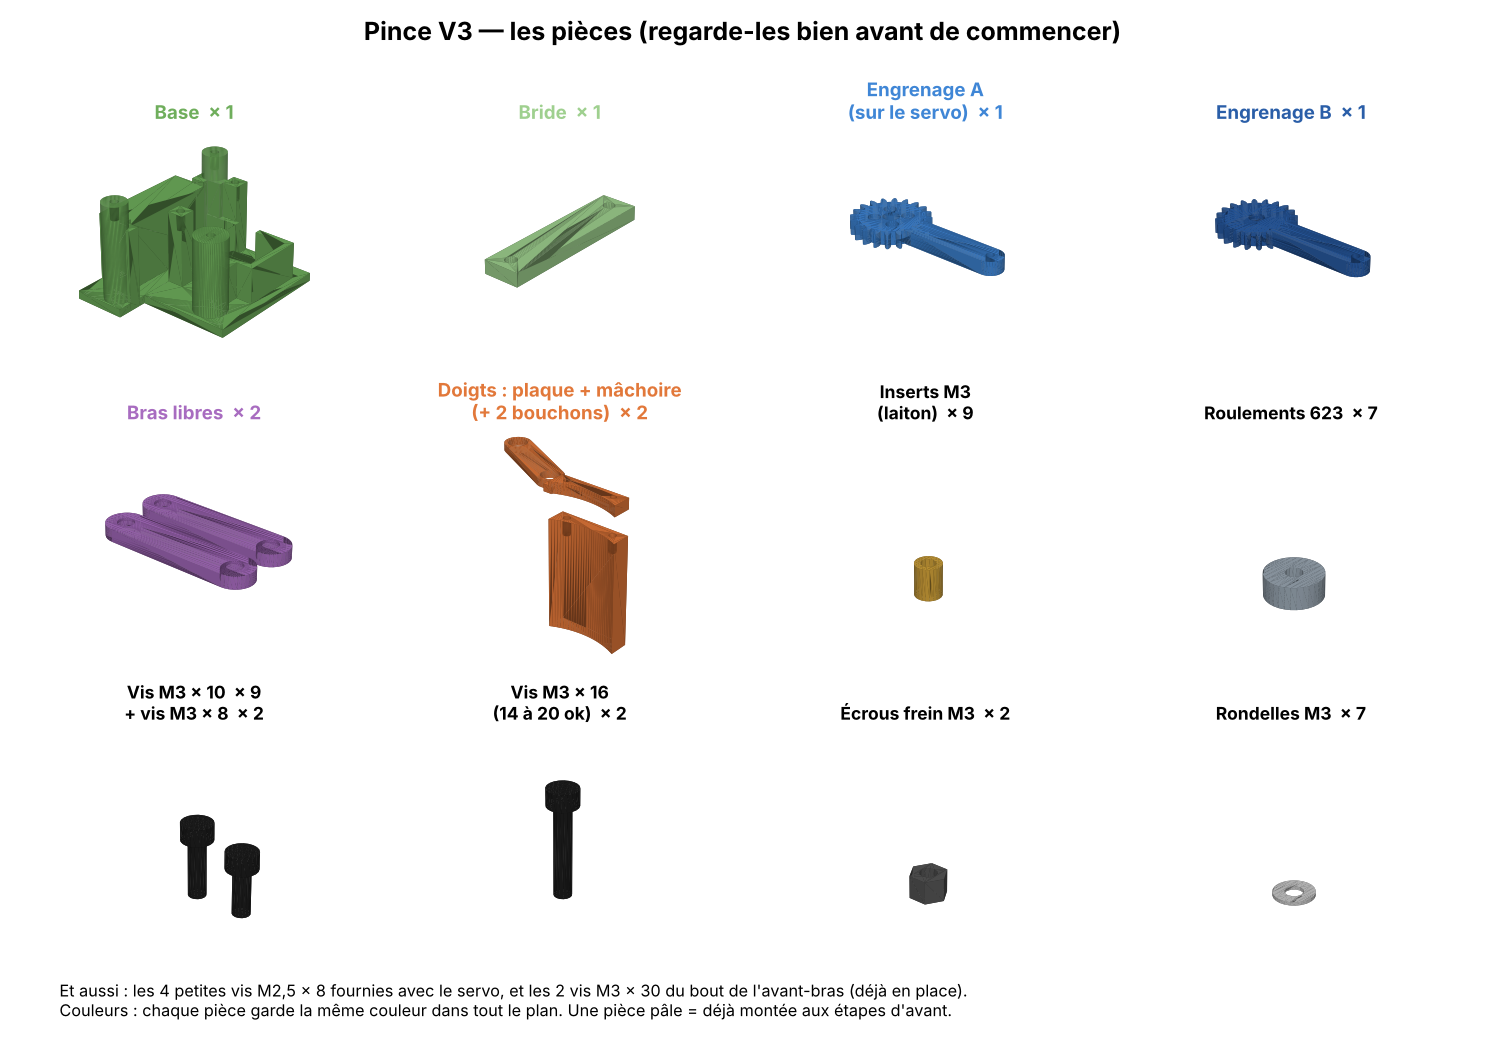 Pince V3 — les pièces (regarde-les bien avant de commencer)
Base × 1
Bride × 1
Engrenage A
(sur le servo) × 1
Engrenage B × 1
Bras libres × 2
Doigts : plaque + mâchoire
(+ 2 bouchons) × 2
Inserts M3
(laiton) × 9
Roulements 623 × 7
Vis M3 × 10 × 9
+ vis M3 × 8 × 2
Vis M3 × 16
(14 à 20 ok) × 2
Écrous frein M3 × 2
Rondelles M3 × 7
Et aussi : les 4 petites vis M2,5 × 8 fournies avec le servo, et les 2 vis M3 × 30 du bout de l'avant-bras (déjà en place).
Couleurs : chaque pièce garde la même couleur dans tout le plan. Une pièce pâle = déjà montée aux étapes d'avant.